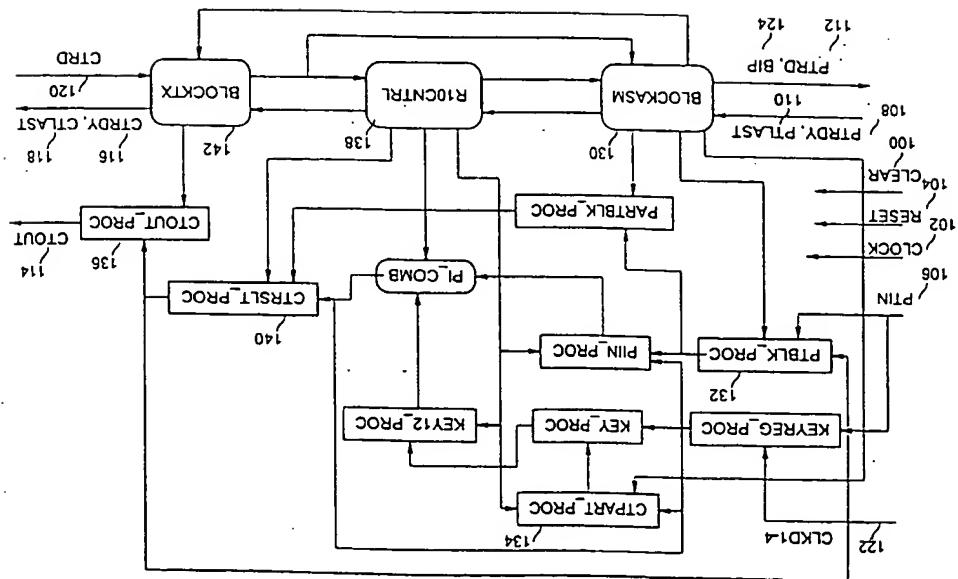 122
CLKD1-4
134
CTPART_PROC
KEYREG_PROC
KEY_PROC
KEY12_PROC
132
PTBLK_PROC
PIIN_PROC
140
CTRSLT_PROC
PTIN
106
PI_COMB
CLOCK
102
RESET
104
CLEAR
100
PARTBLK_PROC
136
CTOUT_PROC
114
CTOUT
108
PTRDY, PTLAST
110
130
BLOCKASM
138
R10CNTRL
142
BLOCKTX
116
118
CTRDY, CTLAST
PTRD, BIP
112
124
120
CTRD